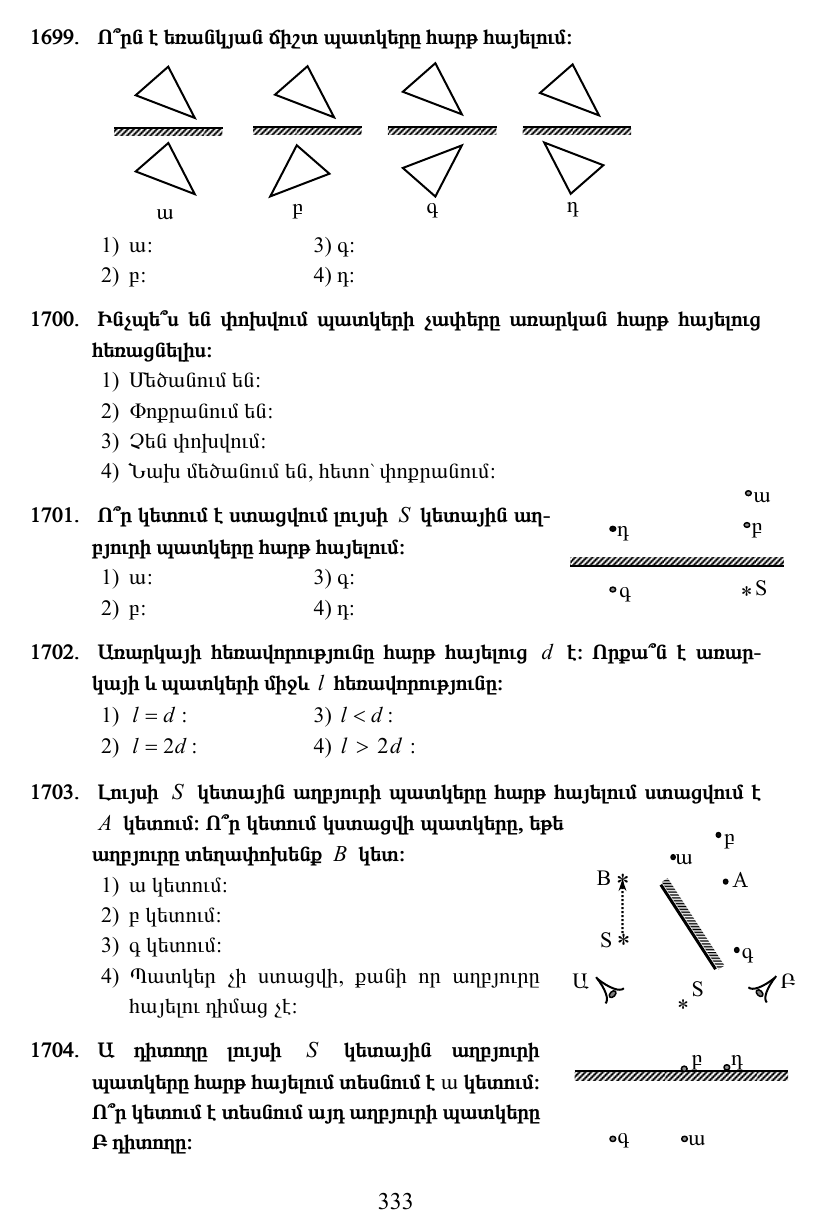 1699. Ո՞րն է եռանկյան ճիշտ պատկերը հարթ հայելում:
ա բ գ դ
1) ա: 3) գ:
2) բ: 4) դ:
1700. Ինչպե՞ս են փոխվում պատկերի չափերը առարկան հարթ հայելուց
հեռացնելիս:
1) Մեծանում են:
2) Փոքրանում են:
3) Չեն փոխվում:
4) Նախ մեծանում են, հետո՝ փոքրանում:
1701. Ո՞ր կետում է ստացվում լույսի S կետային աղ-
բյուրի պատկերը հարթ հայելում:
1) ա: 3) գ:
2) բ: 4) դ:
ա
դ բ
գ S
1702. Առարկայի հեռավորությունը հարթ հայելուց d է: Որքա՞ն է առար-
կայի և պատկերի միջև l հեռավորությունը:
1) l = d : 3) l < d :
2) l = 2d : 4) l > 2d :
1703. Լույսի S կետային աղբյուրի պատկերը հարթ հայելում ստացվում է
A կետում: Ո՞ր կետում կստացվի պատկերը, եթե
աղբյուրը տեղափոխենք B կետ:
1) ա կետում:
2) բ կետում:
3) գ կետում:
4) Պատկեր չի ստացվի, քանի որ աղբյուրը
հայելու դիմաց չէ:
բ
ա
B A
S գ
Ա S Բ
1704. Ա դիտողը լույսի S կետային աղբյուրի
պատկերը հարթ հայելում տեսնում է ա կետում:
Ո՞ր կետում է տեսնում այդ աղբյուրի պատկերը
Բ դիտողը:
բ դ
գ ա
333